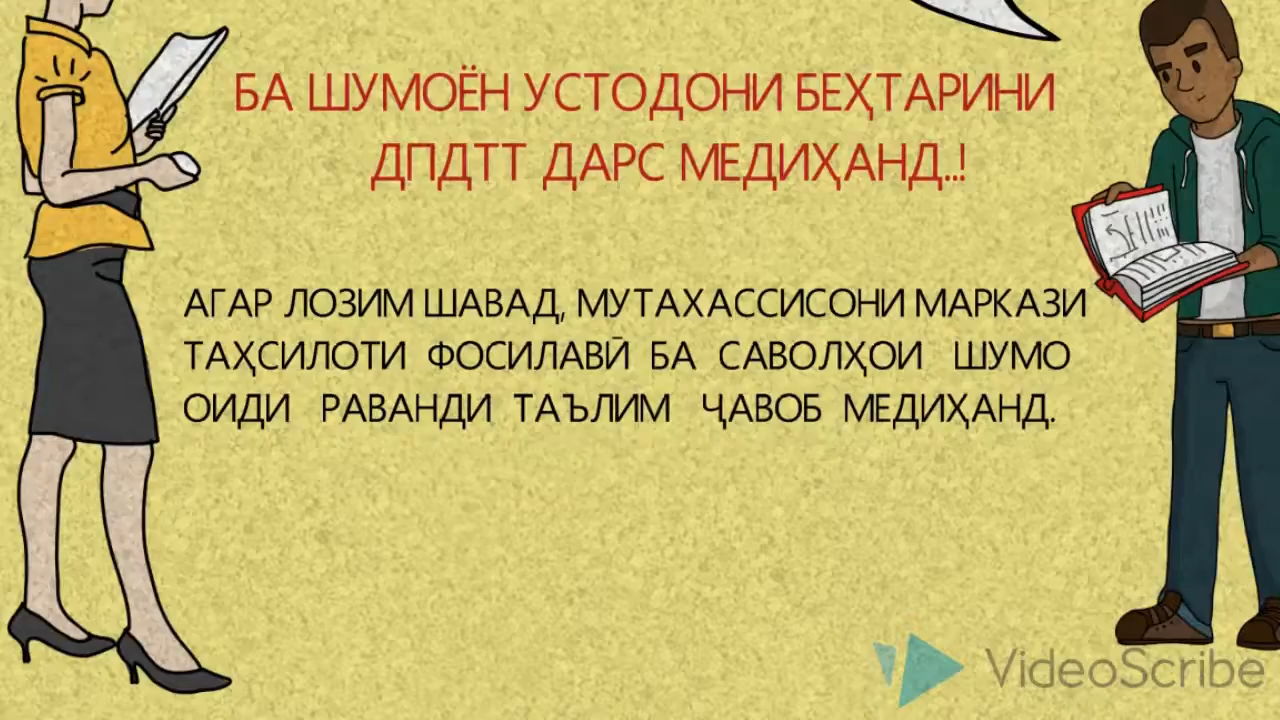 БА ШУМОЁН УСТОДОНИ БЕҲТАРИНИ
ДПДТТ ДАРС МЕДИҲАНД..!
АГАР ЛОЗИМ ШАВАД, МУТАХАССИСОНИ МАРКАЗИ
ТАҲСИЛОТИ ФОСИЛАВӢ БА САВОЛҲОИ ШУМО
ОИДИ РАВАНДИ ТАЪЛИМ ҶАВОБ МЕДИҲАНД.
VideoScribe